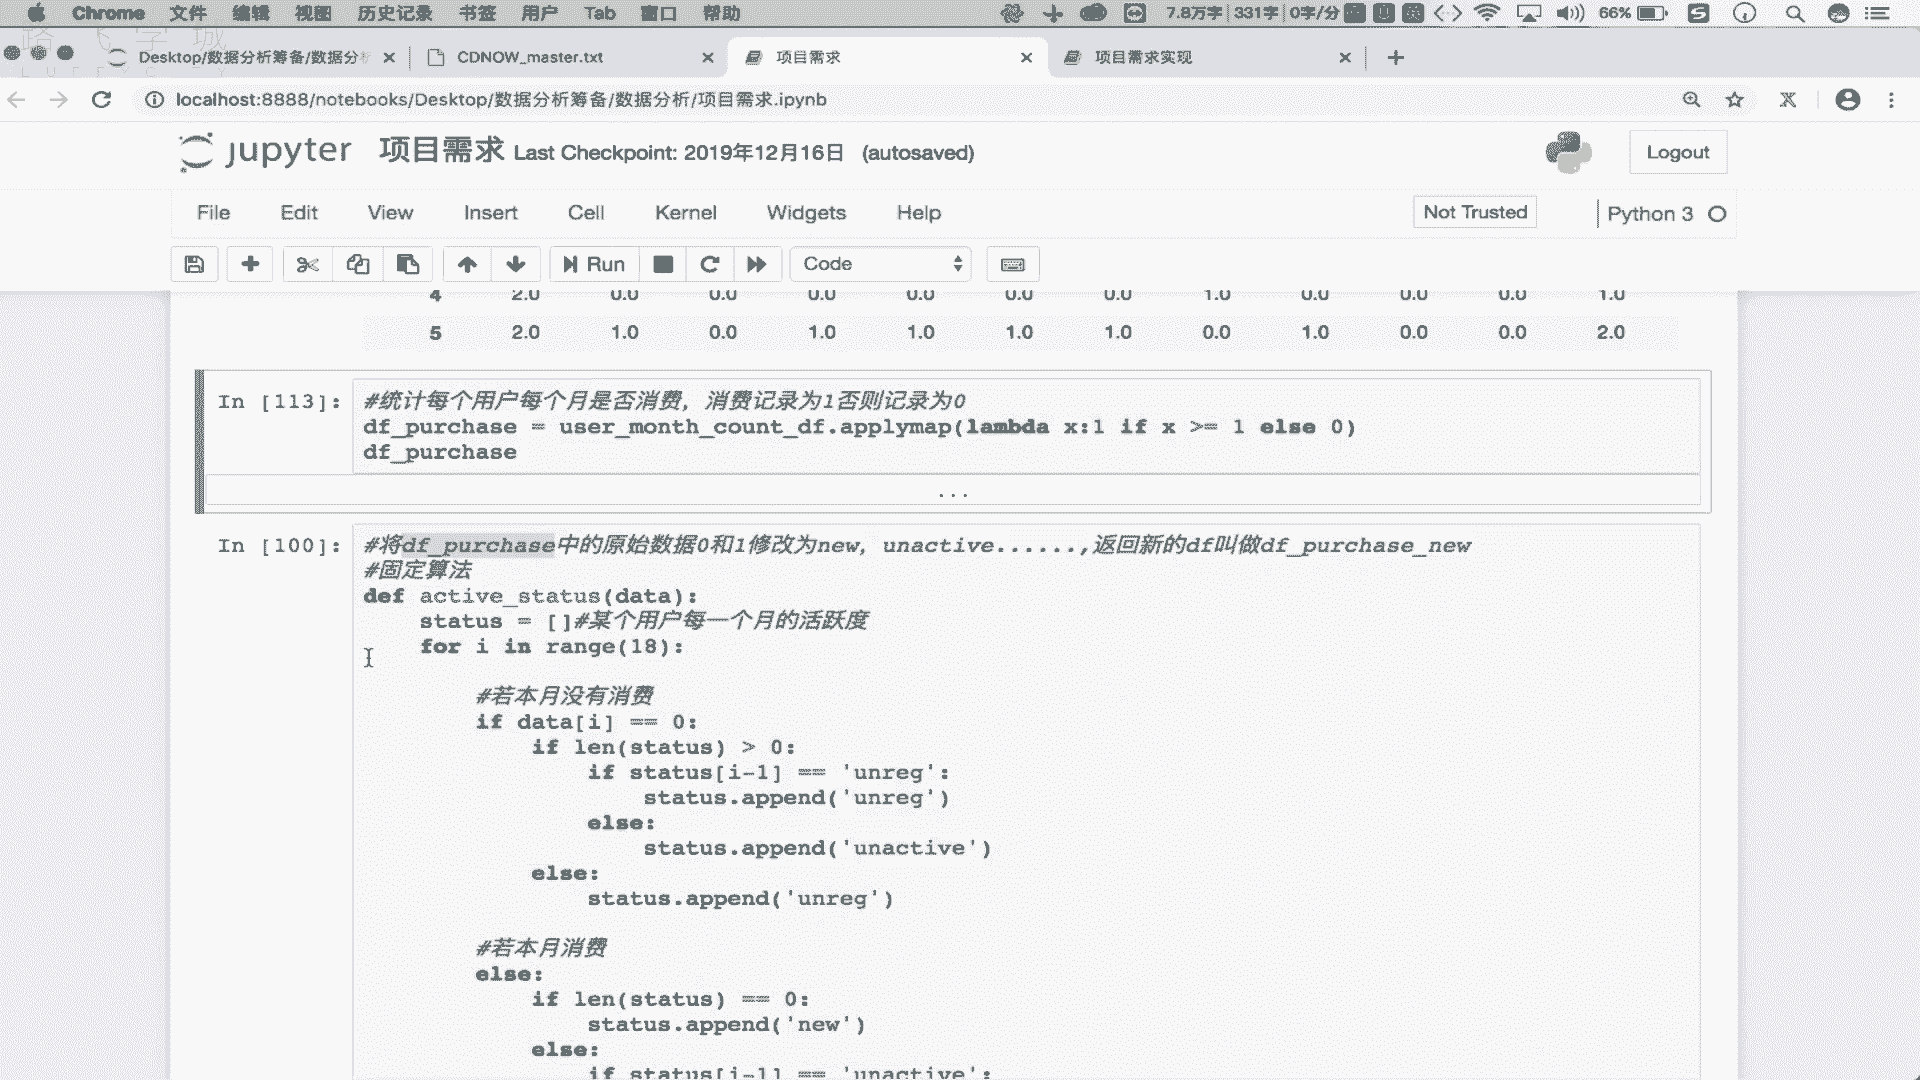 Chrome 文件 编辑 视图 历史记录 书签 用户 Tab 窗口 帮助 7.8万字 331字 0字/分 66%
Desktop/数据分析筹备/数据分析 CDNOW_master.txt 项目需求 项目需求实现
localhost:8888/notebooks/Desktop/数据分析筹备/数据分析/项目需求.ipynb
jupyter 项目需求 Last Checkpoint: 2019年12月16日 (autosaved) Logout
File Edit View Insert Cell Kernel Widgets Help Not Trusted Python 3
Run Code
4 2.0 0.0 0.0 0.0 0.0 0.0 0.0 1.0 0.0 0.0 0.0 1.0
5 2.0 1.0 0.0 1.0 1.0 1.0 1.0 0.0 1.0 0.0 0.0 2.0
In [113]: #统计每个用户每个月是否消费，消费记录为1否则记录为0
df_purchase = user_month_count_df.applymap(lambda x:1 if x >= 1 else 0)
df_purchase
...
In [100]: #将df_purchase中的原始数据0和1修改为new, unactive......,返回新的df叫做df_purchase_new
#固定算法
def active_status(data):
status = []#某个用户每一个月的活跃度
for i in range(18):
#若本月没有消费
if data[i] == 0:
if len(status) > 0:
if status[i-1] == 'unreg':
status.append('unreg')
else:
status.append('unactive')
else:
status.append('unreg')
#若本月消费
else:
if len(status) == 0:
status.append('new')
else:
if status[i-1] == 'unactive':